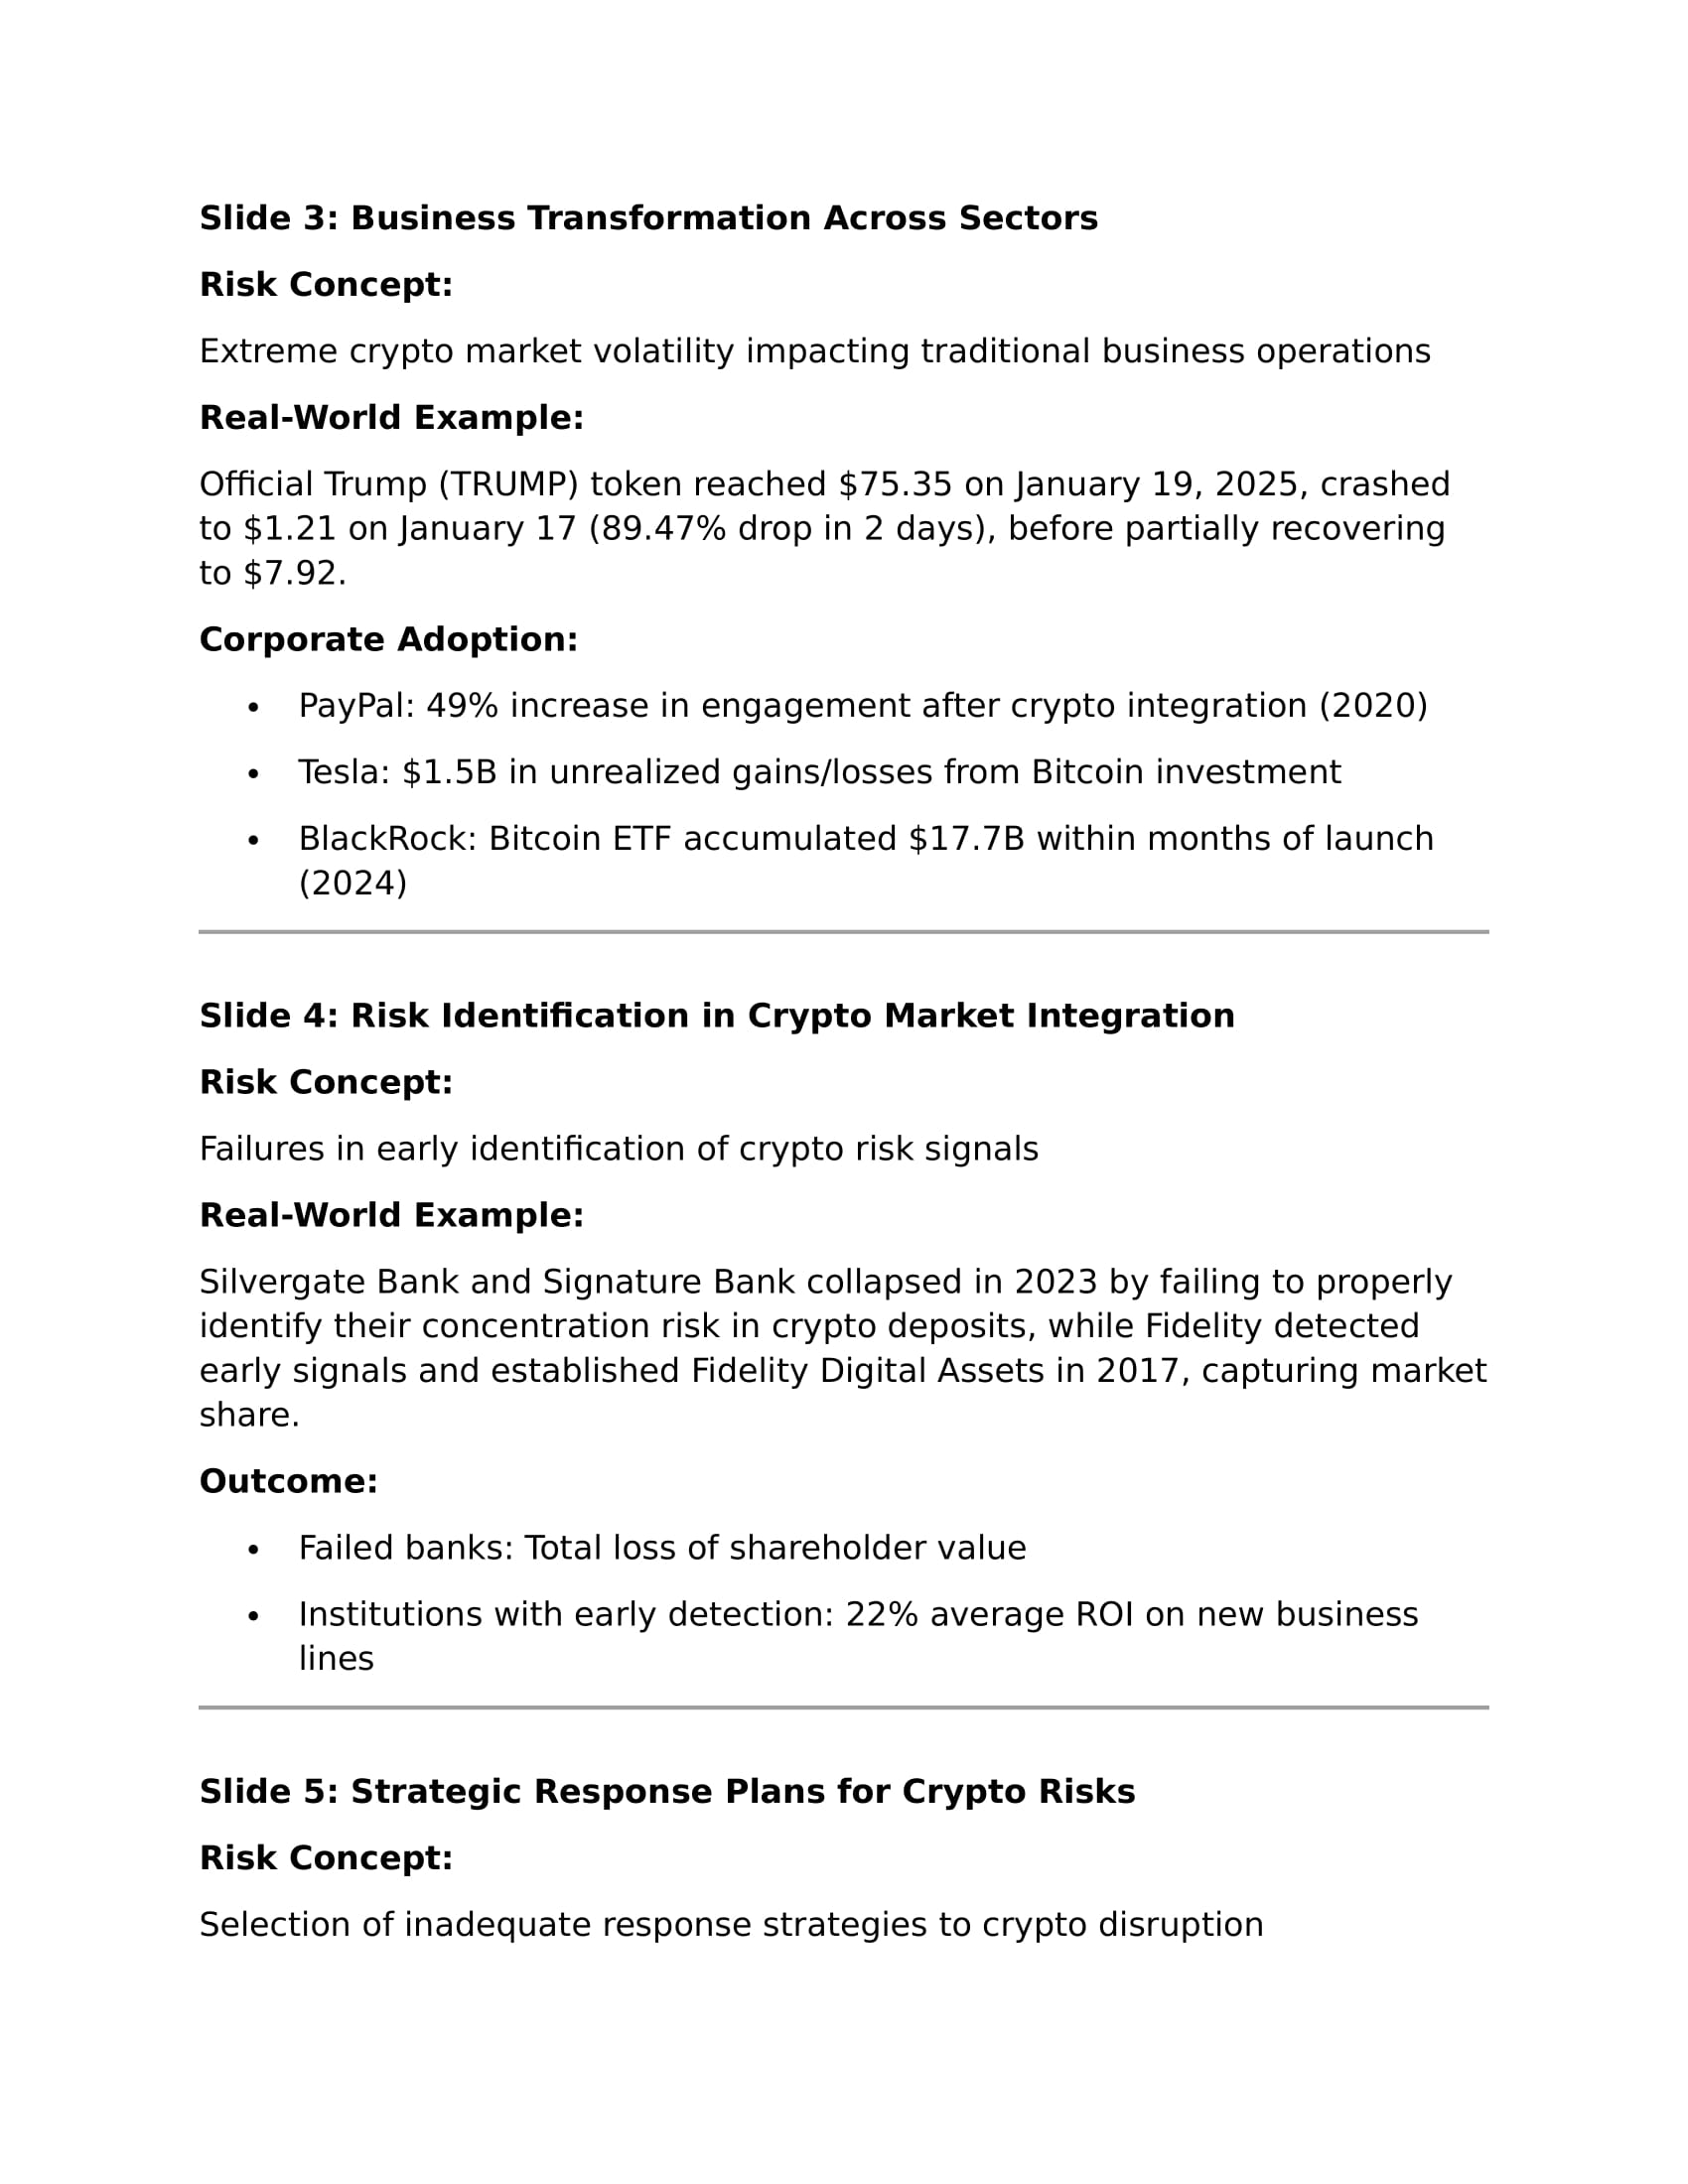 Slide 3: Business Transformation Across Sectors
Risk Concept:
Extreme crypto market volatility impacting traditional business operations
Real-World Example:
Official Trump (TRUMP) token reached $75.35 on January 19, 2025, crashed
to $1.21 on January 17 (89.47% drop in 2 days), before partially recovering
to $7.92.
Corporate Adoption:
• PayPal: 49% increase in engagement after crypto integration (2020)
• Tesla: $1.5B in unrealized gains/losses from Bitcoin investment
• BlackRock: Bitcoin ETF accumulated $17.7B within months of launch
(2024)
Slide 4: Risk Identification in Crypto Market Integration
Risk Concept:
Failures in early identification of crypto risk signals
Real-World Example:
Silvergate Bank and Signature Bank collapsed in 2023 by failing to properly
identify their concentration risk in crypto deposits, while Fidelity detected
early signals and established Fidelity Digital Assets in 2017, capturing market
share.
Outcome:
• Failed banks: Total loss of shareholder value
• Institutions with early detection: 22% average ROI on new business
lines
Slide 5: Strategic Response Plans for Crypto Risks
Risk Concept:
Selection of inadequate response strategies to crypto disruption